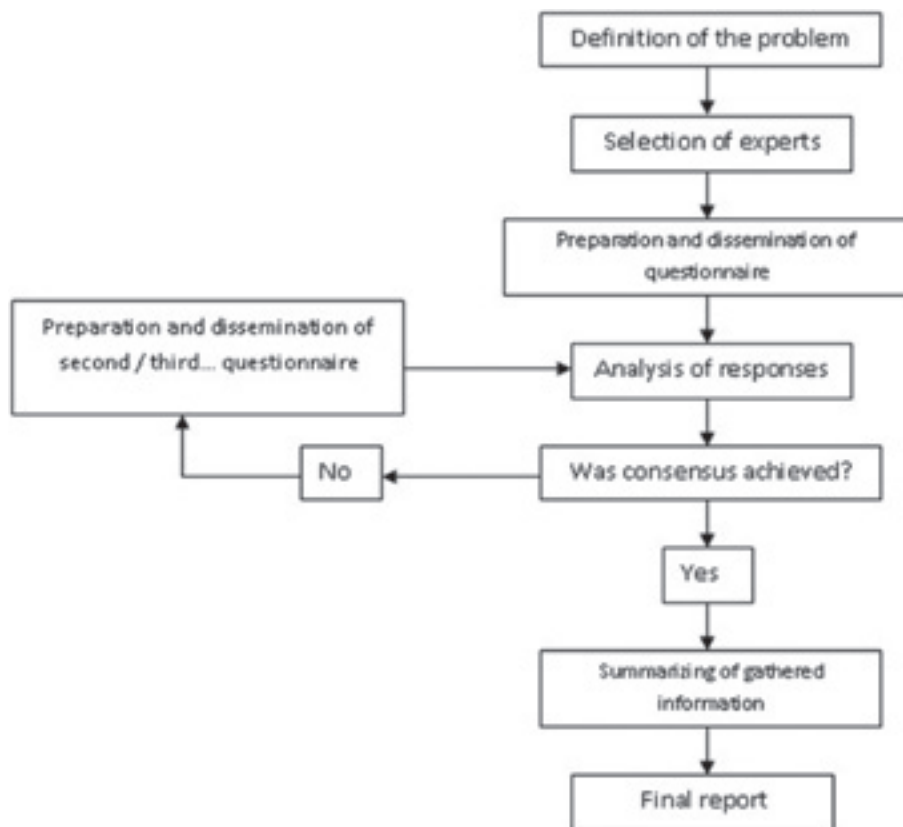 Definition of the problem
Selection of experts
Preparation and dissemination of
questionnaire
Preparation and dissemination of
second / third... questionnaire
Analysis of responses
No
Was consensus achieved?
Yes
Summarizing of gathered
information
Final report